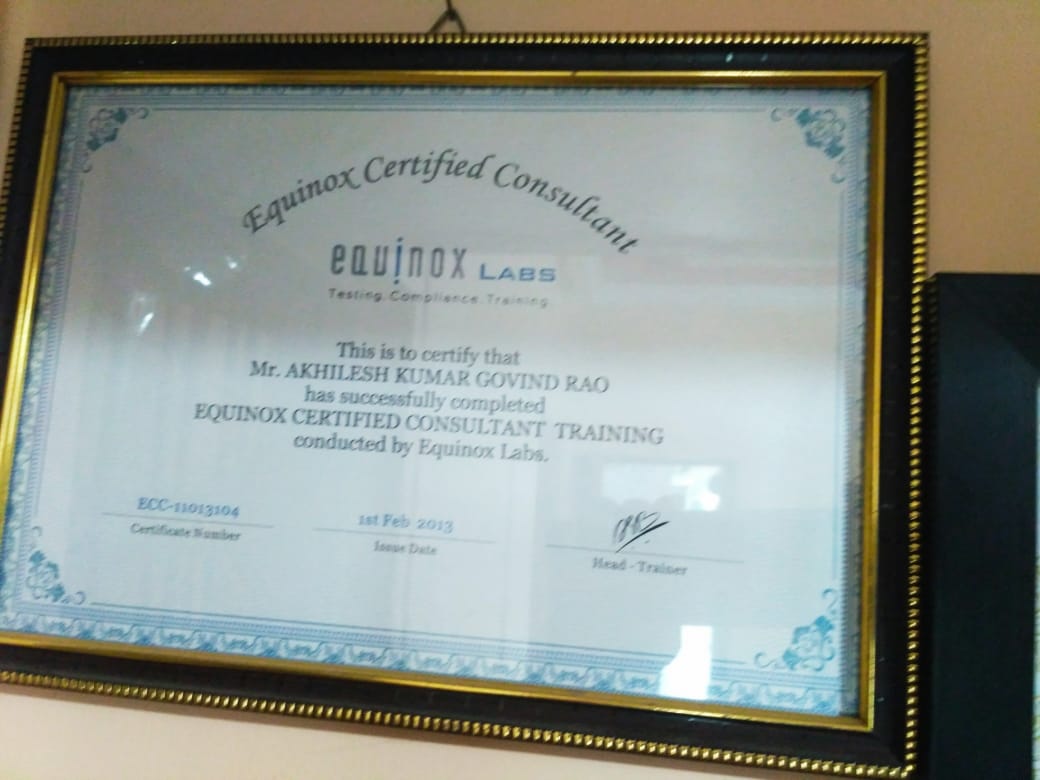 Equinox Certified Consultant
equinox LABS
Testing.Compliance.Training
This is to certify that
Mr. AKHILESH KUMAR GOVIND RAO
has successfully completed
EQUINOX CERTIFIED CONSULTANT TRAINING
conducted by Equinox Labs.
ECC-11013104
Certificate Number
1st Feb 2013
Issue Date
Head - Trainer